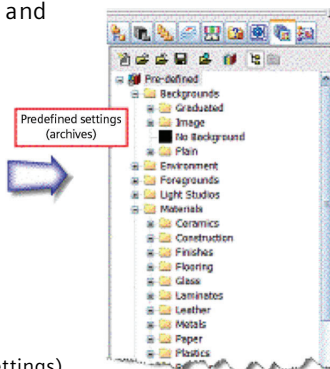 and
Pre-defined
Backgrounds
Graduated
Image
Predefined settings
(archives)
No Background
Plain
Environment
Foregrounds
Light Studios
Materials
Ceramics
Construction
Finishes
Flooring
Glass
Laminates
Leather
Metals
Paper
Plastics
ettings)